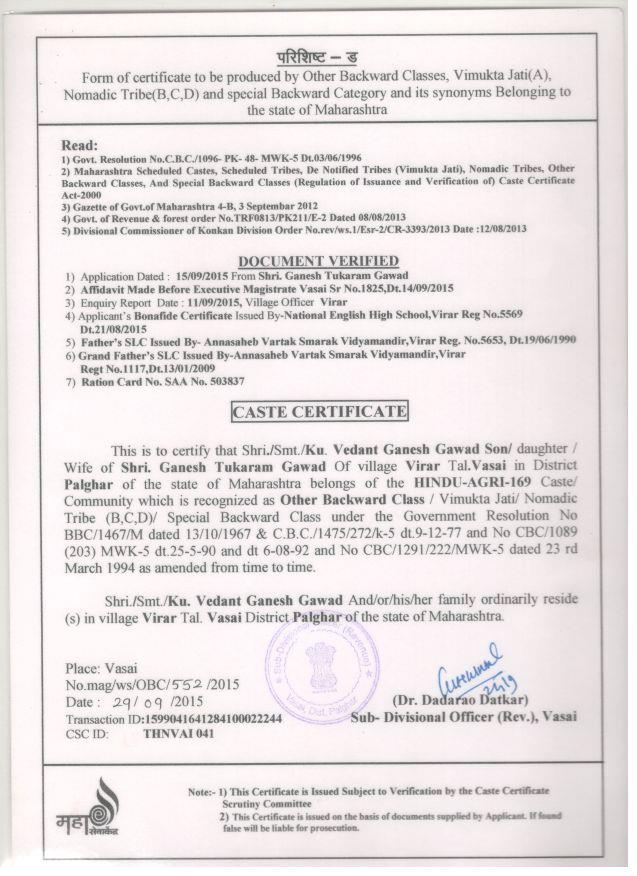 परिशिष्ट – ड
Form of certificate to be produced by Other Backward Classes, Vimukta Jati(A),
Nomadic Tribe(B,C,D) and special Backward Category and its synonyms Belonging to
the state of Maharashtra
Read:
1) Govt. Resolution No.C.B.C./1096- PK- 48- MWK-5 Dt.03/06/1996
2) Maharashtra Scheduled Castes, Scheduled Tribes, De Notified Tribes (Vimukta Jati), Nomadic Tribes, Other
Backward Classes, And Special Backward Classes (Regulation of Issuance and Verification of) Caste Certificate
Act-2000
3) Gazette of Govt.of Maharashtra 4-B, 3 Septembar 2012
4) Govt. of Revenue & forest order No.TRF0813/PK211/E-2 Dated 08/08/2013
5) Divisional Commissioner of Konkan Division Order No.rev/ws.1/Esr-2/CR-3393/2013 Date :12/08/2013
DOCUMENT VERIFIED
1) Application Dated : 15/09/2015 From Shri. Ganesh Tukaram Gawad
2) Affidavit Made Before Executive Magistrate Vasai Sr No.1825,Dt.14/09/2015
3) Enquiry Report Date : 11/09/2015, Village Officer Virar
4) Applicant's Bonafide Certificate Issued By-National English High School,Virar Reg No.5569
Dt.21/08/2015
5) Father's SLC Issued By- Annasaheb Vartak Smarak Vidyamandir,Virar Reg. No.5653, Dt.19/06/1990
6) Grand Father's SLC Issued By-Annasaheb Vartak Smarak Vidyamandir,Virar
Regt No.1117,Dt.13/01/2009
7) Ration Card No. SAA No. 503837
CASTE CERTIFICATE
This is to certify that Shri./Smt./Ku. Vedant Ganesh Gawad Son/ daughter /
Wife of Shri. Ganesh Tukaram Gawad Of village Virar Tal.Vasai in District
Palghar of the state of Maharashtra belongs of the HINDU-AGRI-169 Caste/
Community which is recognized as Other Backward Class / Vimukta Jati/ Nomadic
Tribe (B,C,D)/ Special Backward Class under the Government Resolution No
BBC/1467/M dated 13/10/1967 & C.B.C./1475/272/k-5 dt.9-12-77 and No CBC/1089
(203) MWK-5 dt.25-5-90 and dt 6-08-92 and No CBC/1291/222/MWK-5 dated 23 rd
March 1994 as amended from time to time.
Shri./Smt./Ku. Vedant Ganesh Gawad And/or/his/her family ordinarily reside
(s) in village Virar Tal. Vasai District Palghar of the state of Maharashtra.
Sub-Divisional (Revenue)
Vasai, Dist. Palghar
Place: Vasai
No.mag/ws/OBC/552/2015
Date : 29/09/2015
Transaction ID:1599041641284100022244
CSC ID: THNVAI 041
(Dr. Dadarao Datkar)
Sub- Divisional Officer (Rev.), Vasai
महा
Note:- 1) This Certificate is Issued Subject to Verification by the Caste Certificate
Scrutiny Committee
2) This Certificate is issued on the basis of documents supplied by Applicant. If found
false will be liable for prosecution.